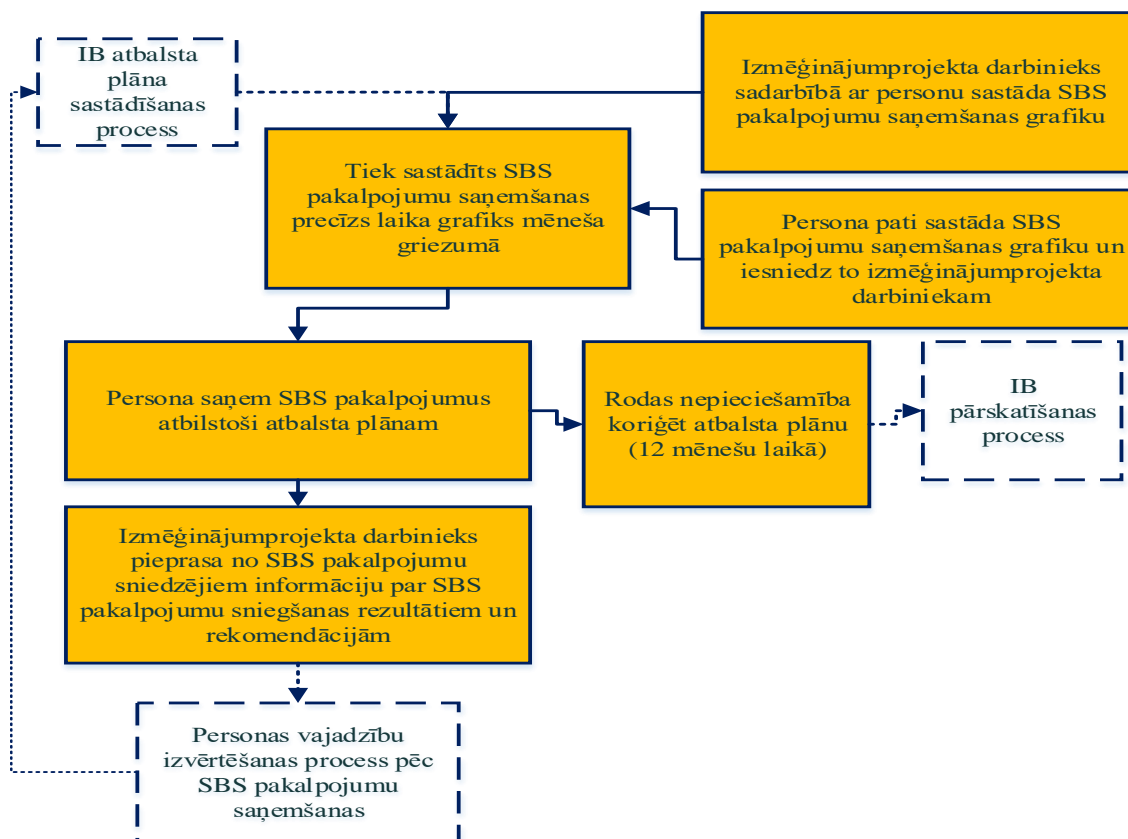 IB atbalsta
plāna
sastādīšanas
process
Izmēģinājumprojekta darbinieks
sadarbībā ar personu sastāda SBS
pakalpojumu saņemšanas grafiku
Tiek sastādīts SBS
pakalpojumu saņemšanas
precīzs laika grafiks mēneša
griezumā
Persona pati sastāda SBS
pakalpojumu saņemšanas grafiku un
iesniedz to izmēģinājumprojekta
darbiniekam
Persona saņem SBS pakalpojumus
atbilstoši atbalsta plānam
Rodas nepieciešamība
koriģēt atbalsta plānu
(12 mēnešu laikā)
IB
pārskatīšanas
process
Izmēģinājumprojekta darbinieks
pieprasa no SBS pakalpojumu
sniedzējiem informāciju par SBS
pakalpojumu sniegšanas rezultātiem un
rekomendācijām
Personas vajadzību
izvērtēšanas process pēc
SBS pakalpojumu
saņemšanas